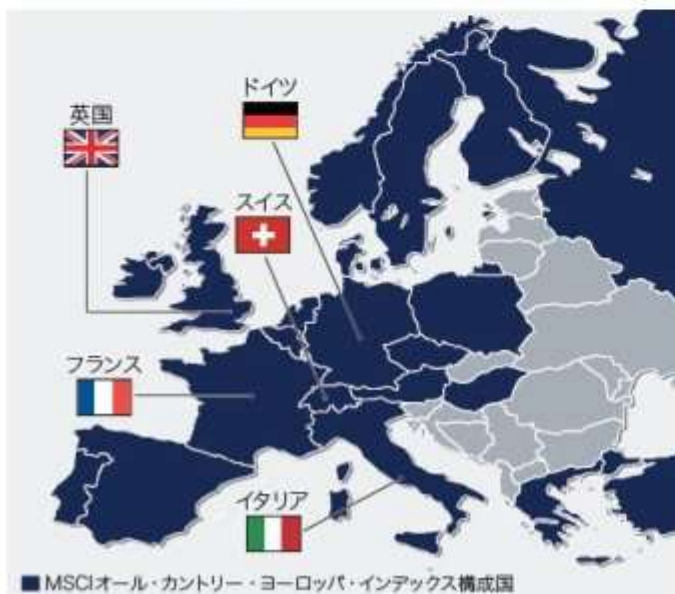 ドイツ
英国
スイス
フランス
イタリア
■MSCIオール・カントリー・ヨーロッパ・インデックス構成国